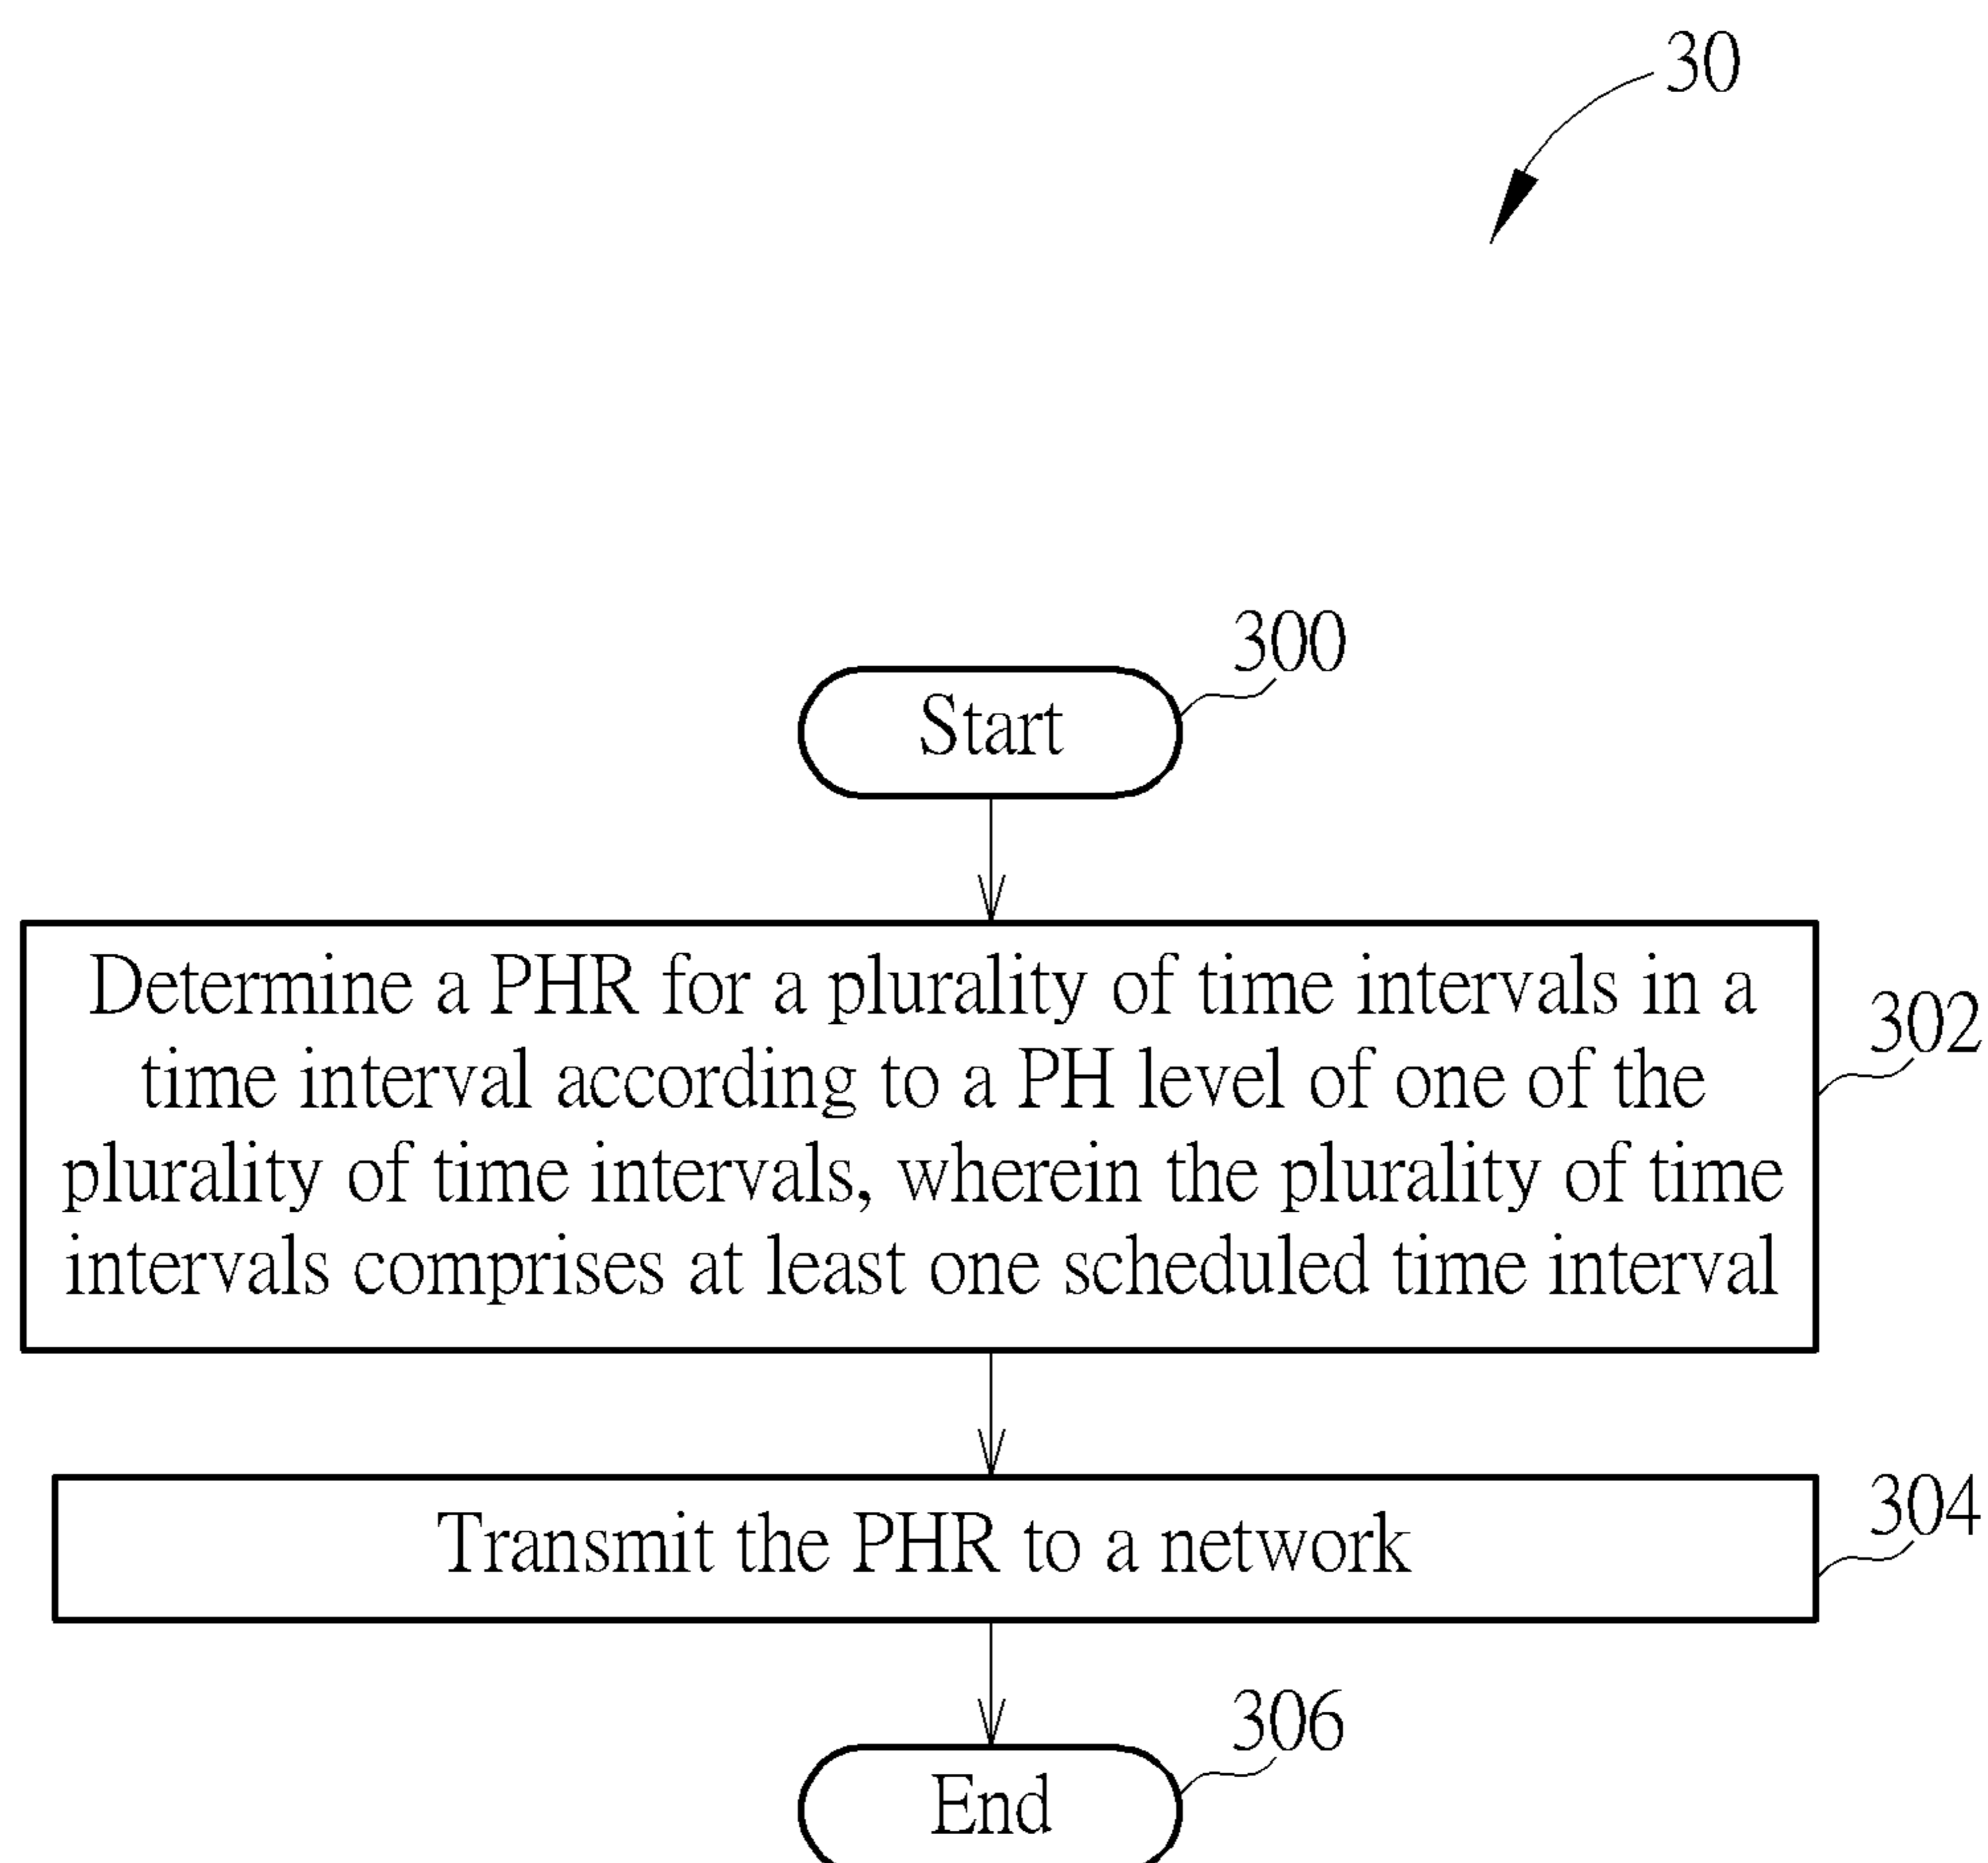 30
300
Start
Determine a PHR for a plurality of time intervals in a
time interval according to a PH level of one of the
plurality of time intervals, wherein the plurality of time
intervals comprises at least one scheduled time interval
302
Transmit the PHR to a network
304
306
End